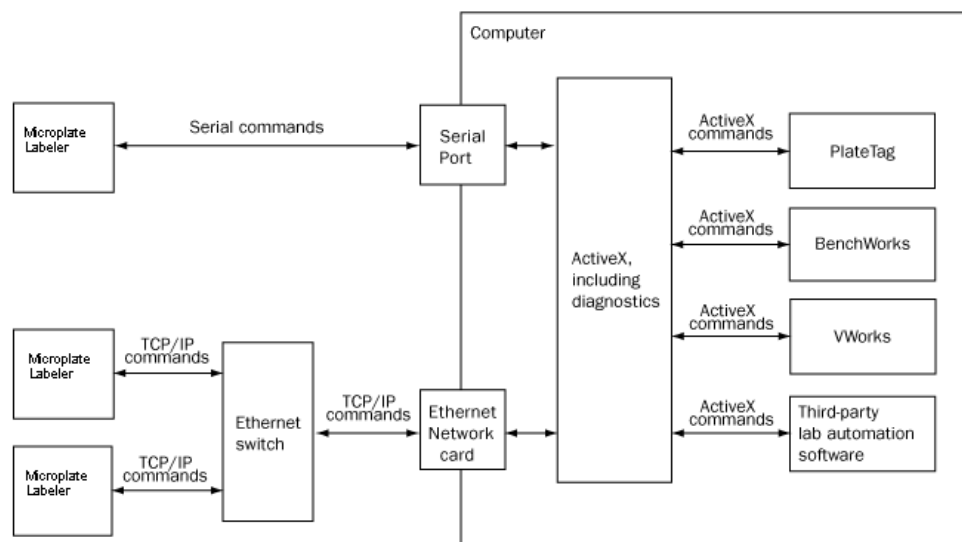 Computer
Microplate
Labeler
Serial commands
Serial
Port
ActiveX
commands
PlateTag
ActiveX
commands
BenchWorks
ActiveX,
including
diagnostics
ActiveX
commands
VWorks
Microplate
Labeler
TCP/IP
commands
Ethernet
switch
TCP/IP
commands
Ethernet
Network
card
ActiveX
commands
Third-party
lab automation
software
Microplate
Labeler
TCP/IP
commands